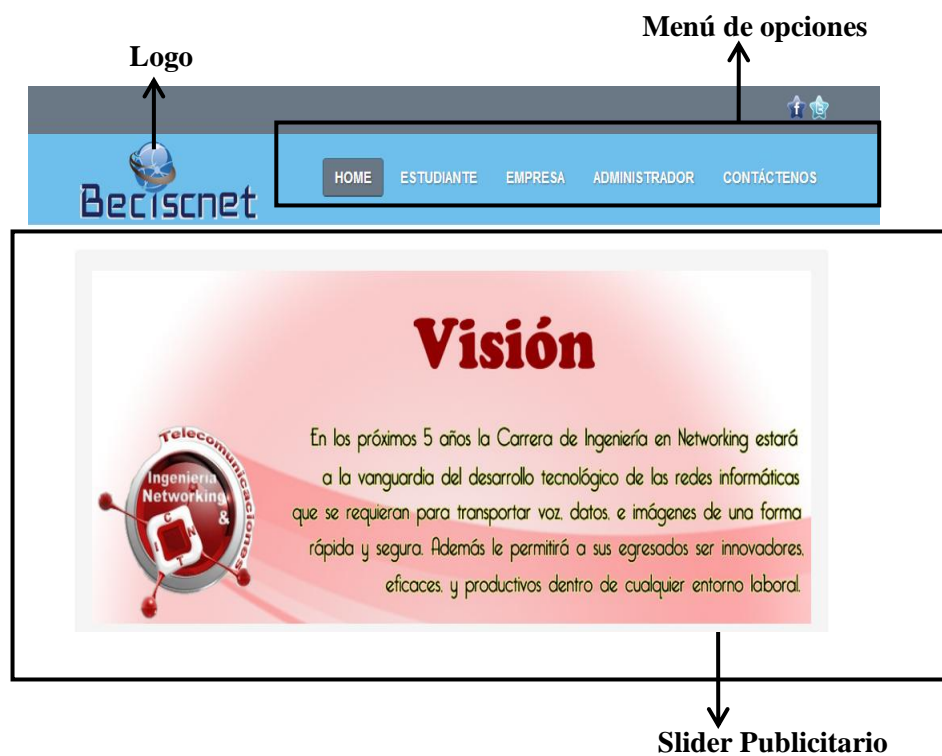 Menú de opciones
Logo
HOME ESTUDIANTE EMPRESA ADMINISTRADOR CONTÁCTENOS
Beciscnet
Visión
En los próximos 5 años la Carrera de Ingeniería en Networking estará
a la vanguardia del desarrollo tecnológico de las redes informáticas
que se requieran para transportar voz, datos, e imágenes de una forma
rápida y segura. Además le permitirá a sus egresados ser innovadores,
eficaces, y productivos dentro de cualquier entorno laboral.
Telecomunicaciones
Ingeniería
Networking
&
C
N
I
T
Slider Publicitario